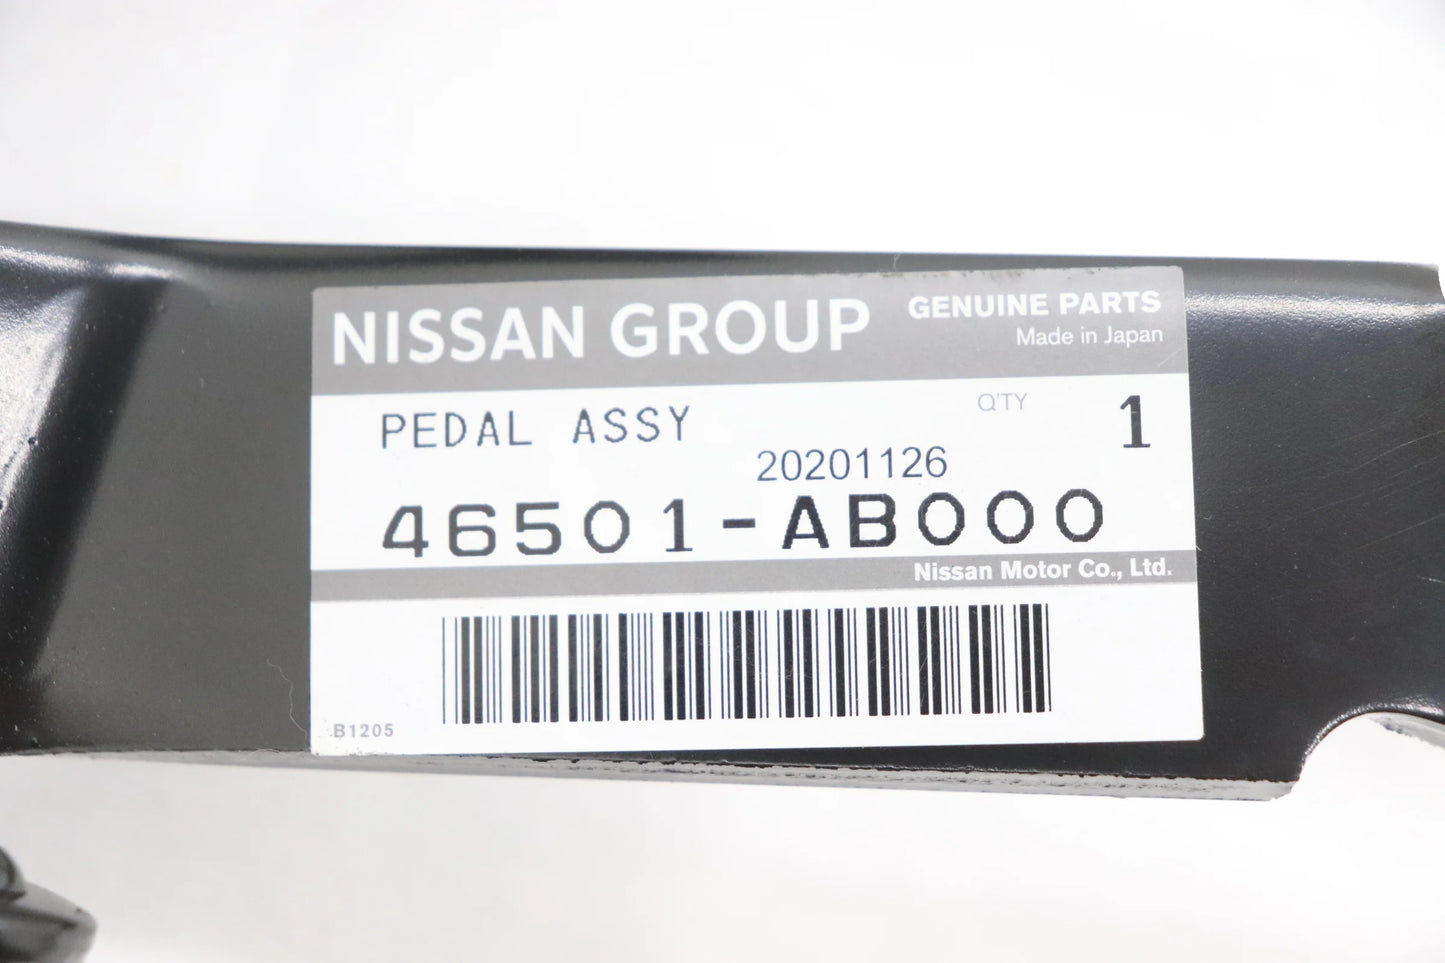 NISSAN GROUP
GENUINE PARTS
Made in Japan
PEDAL ASSY
Q'TY 1
20201126
46501-AB000
Nissan Motor Co., Ltd.
B1205